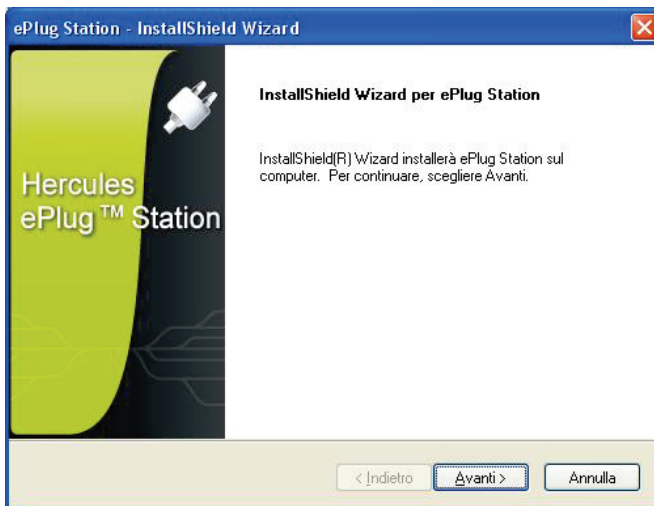 ePlug Station - InstallShield Wizard
InstallShield Wizard per ePlug Station
InstallShield(R) Wizard installerà ePlug Station sul
computer. Per continuare, scegliere Avanti.
Hercules
ePlug™ Station
< Indietro
Avanti >
Annulla